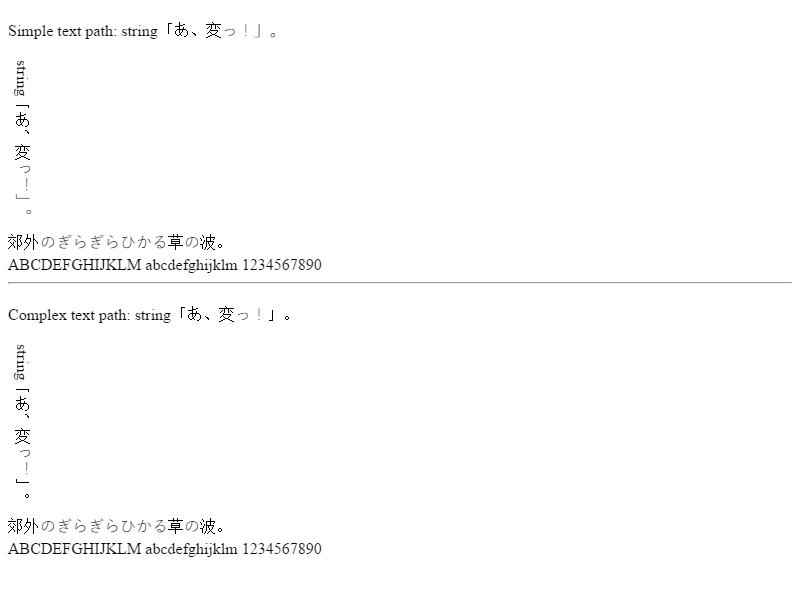 Simple text path: string「あ、変っ！」。
string「あ、変っ！」。
郊外のぎらぎらひかる草の波。
ABCDEFGHIJKLM abcdefghijklm 1234567890
Complex text path: string「あ、変っ！」。
string「あ、変っ！」。
郊外のぎらぎらひかる草の波。
ABCDEFGHIJKLM abcdefghijklm 1234567890